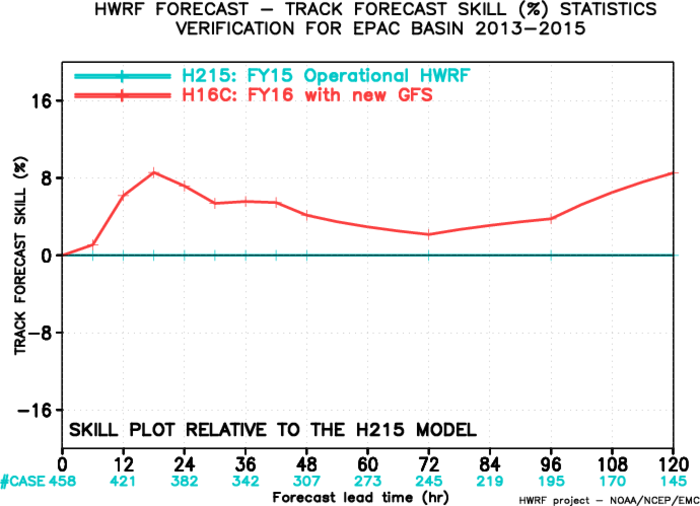 HWRF FORECAST – TRACK FORECAST SKILL (%) STATISTICS
VERIFICATION FOR EPAC BASIN 2013–2015
H215: FY15 Operational HWRF
H16C: FY16 with new GFS
TRACK FORECAST SKILL (%)
16
8
0
–8
–16
SKILL PLOT RELATIVE TO THE H215 MODEL
0 12 24 36 48 60 72 84 96 108 120
#CASE 458 421 382 342 307 273 245 219 195 170 145
Forecast lead time (hr)
HWRF project – NOAA/NCEP/EMC